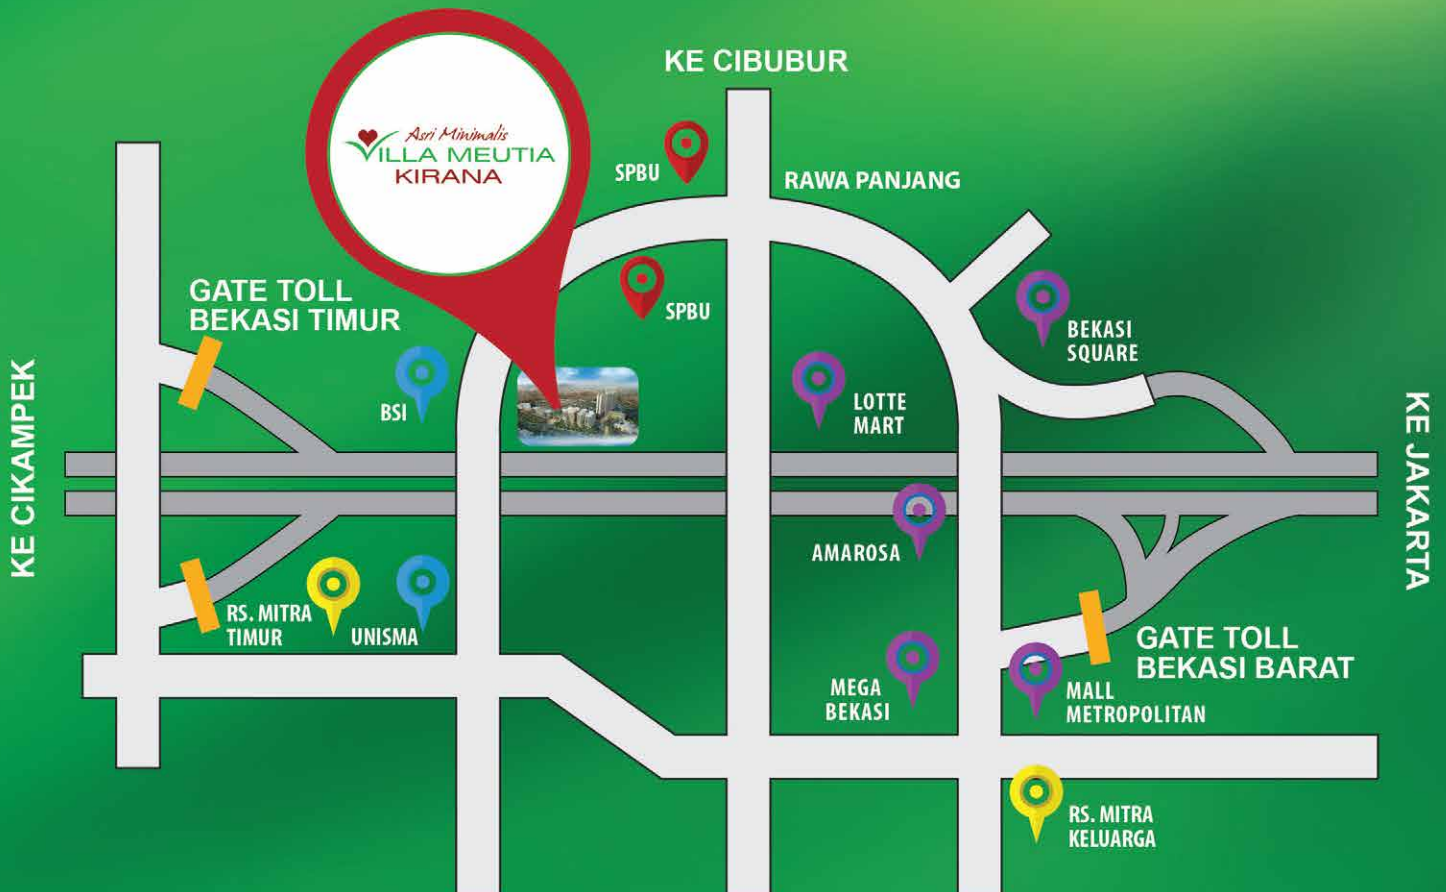 KE CIBUBUR
Asri Minimalis
VILLA MEUTIA
KIRANA
SPBU
RAWA PANJANG
GATE TOLL
BEKASI TIMUR
SPBU
BEKASI
SQUARE
BSI
LOTTE
MART
KE CIKAMPEK
KE JAKARTA
AMAROSA
RS. MITRA
TIMUR
UNISMA
GATE TOLL
BEKASI BARAT
MEGA
BEKASI
MALL
METROPOLITAN
RS. MITRA
KELUARGA